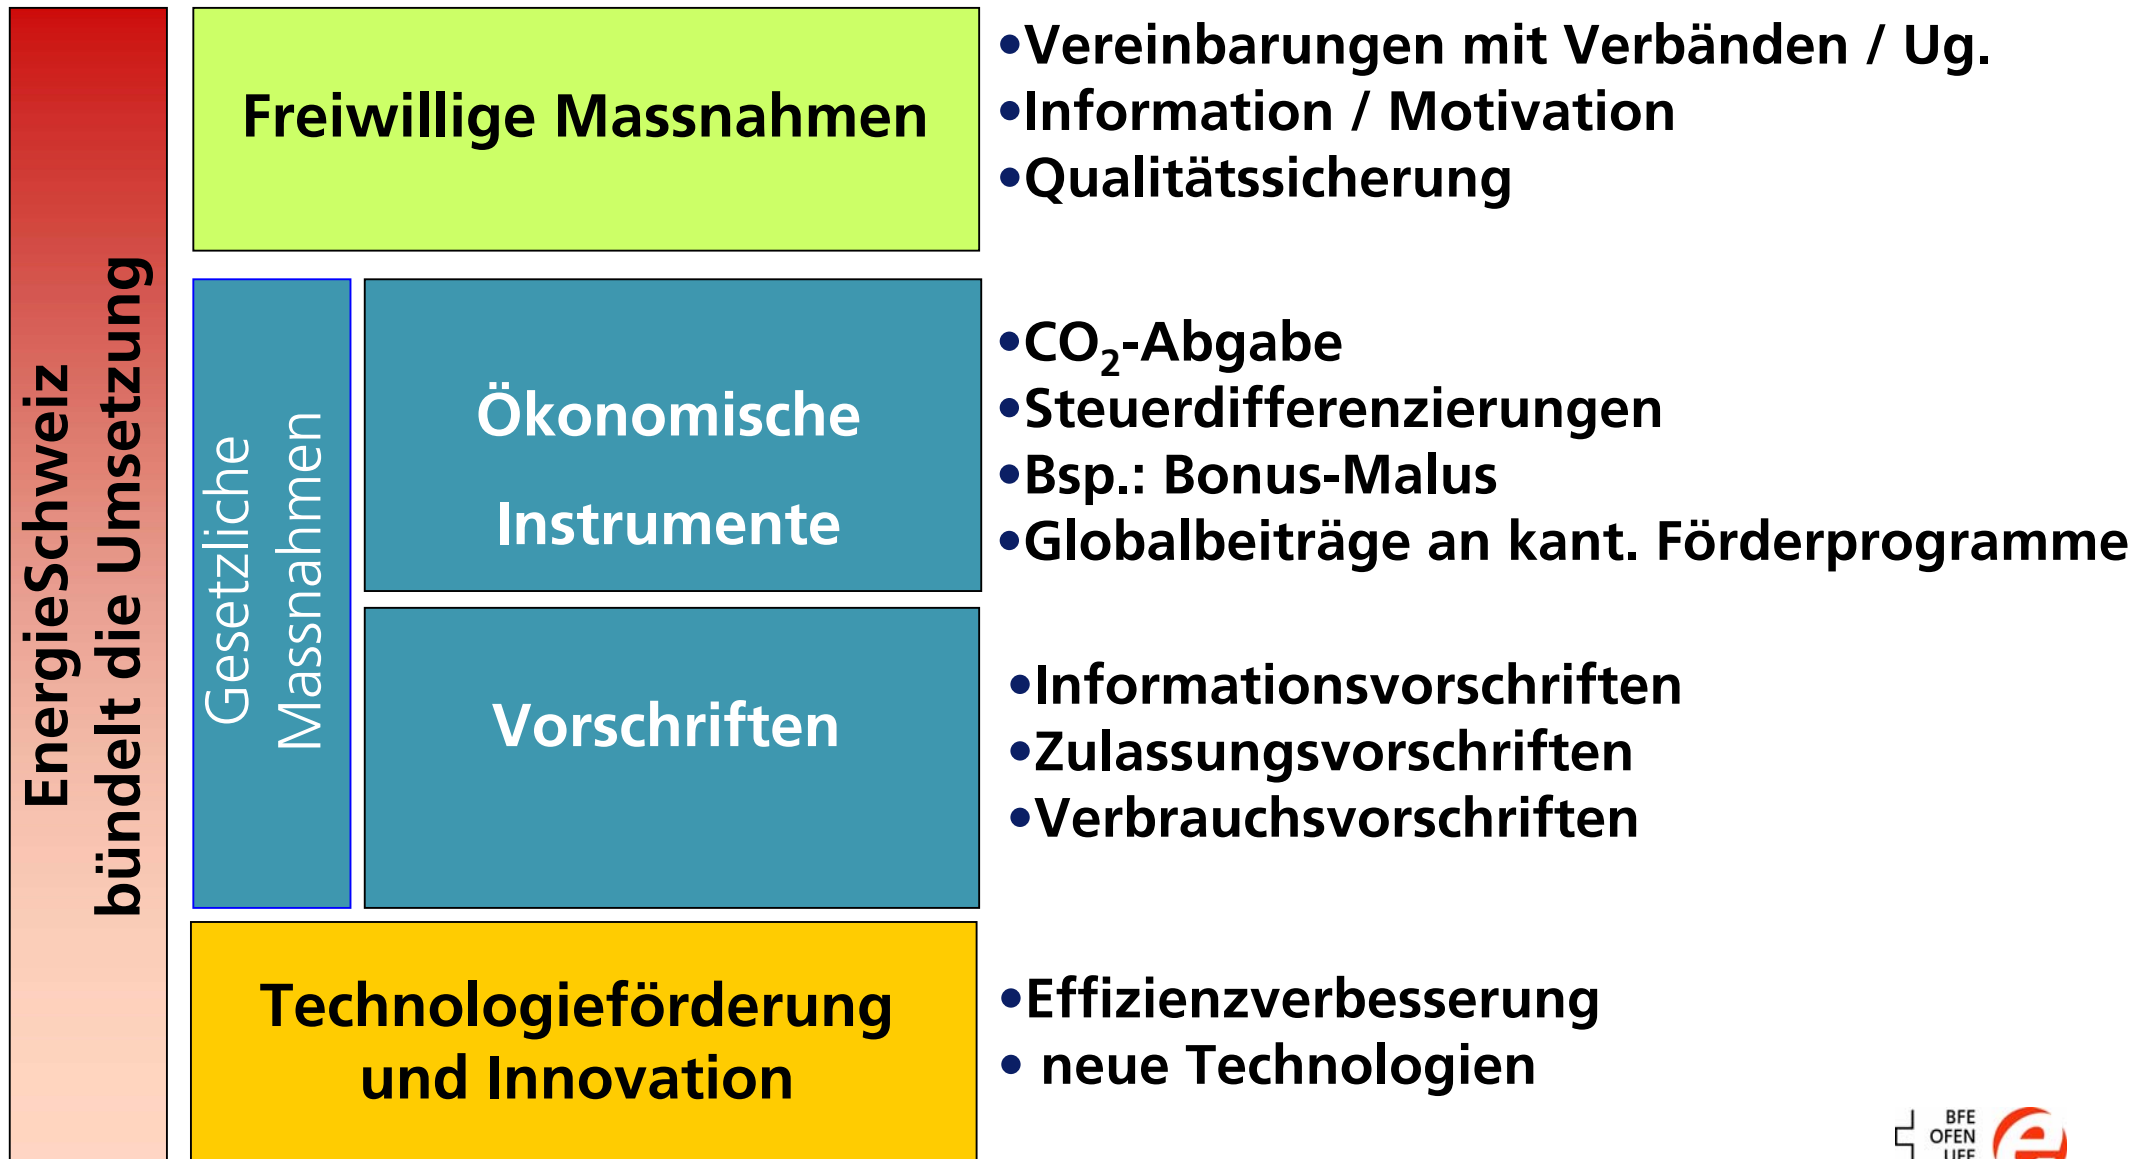 EnergieSchweiz
bündelt die Umsetzung
Freiwillige Massnahmen
•Vereinbarungen mit Verbänden / Ug.
•Information / Motivation
•Qualitätssicherung
Gesetzliche
Massnahmen
Ökonomische
Instrumente
•CO₂-Abgabe
•Steuerdifferenzierungen
•Bsp.: Bonus-Malus
•Globalbeiträge an kant. Förderprogramme
Vorschriften
•Informationsvorschriften
•Zulassungsvorschriften
•Verbrauchsvorschriften
Technologieförderung
und Innovation
•Effizienzverbesserung
• neue Technologien
BFE
OFEN